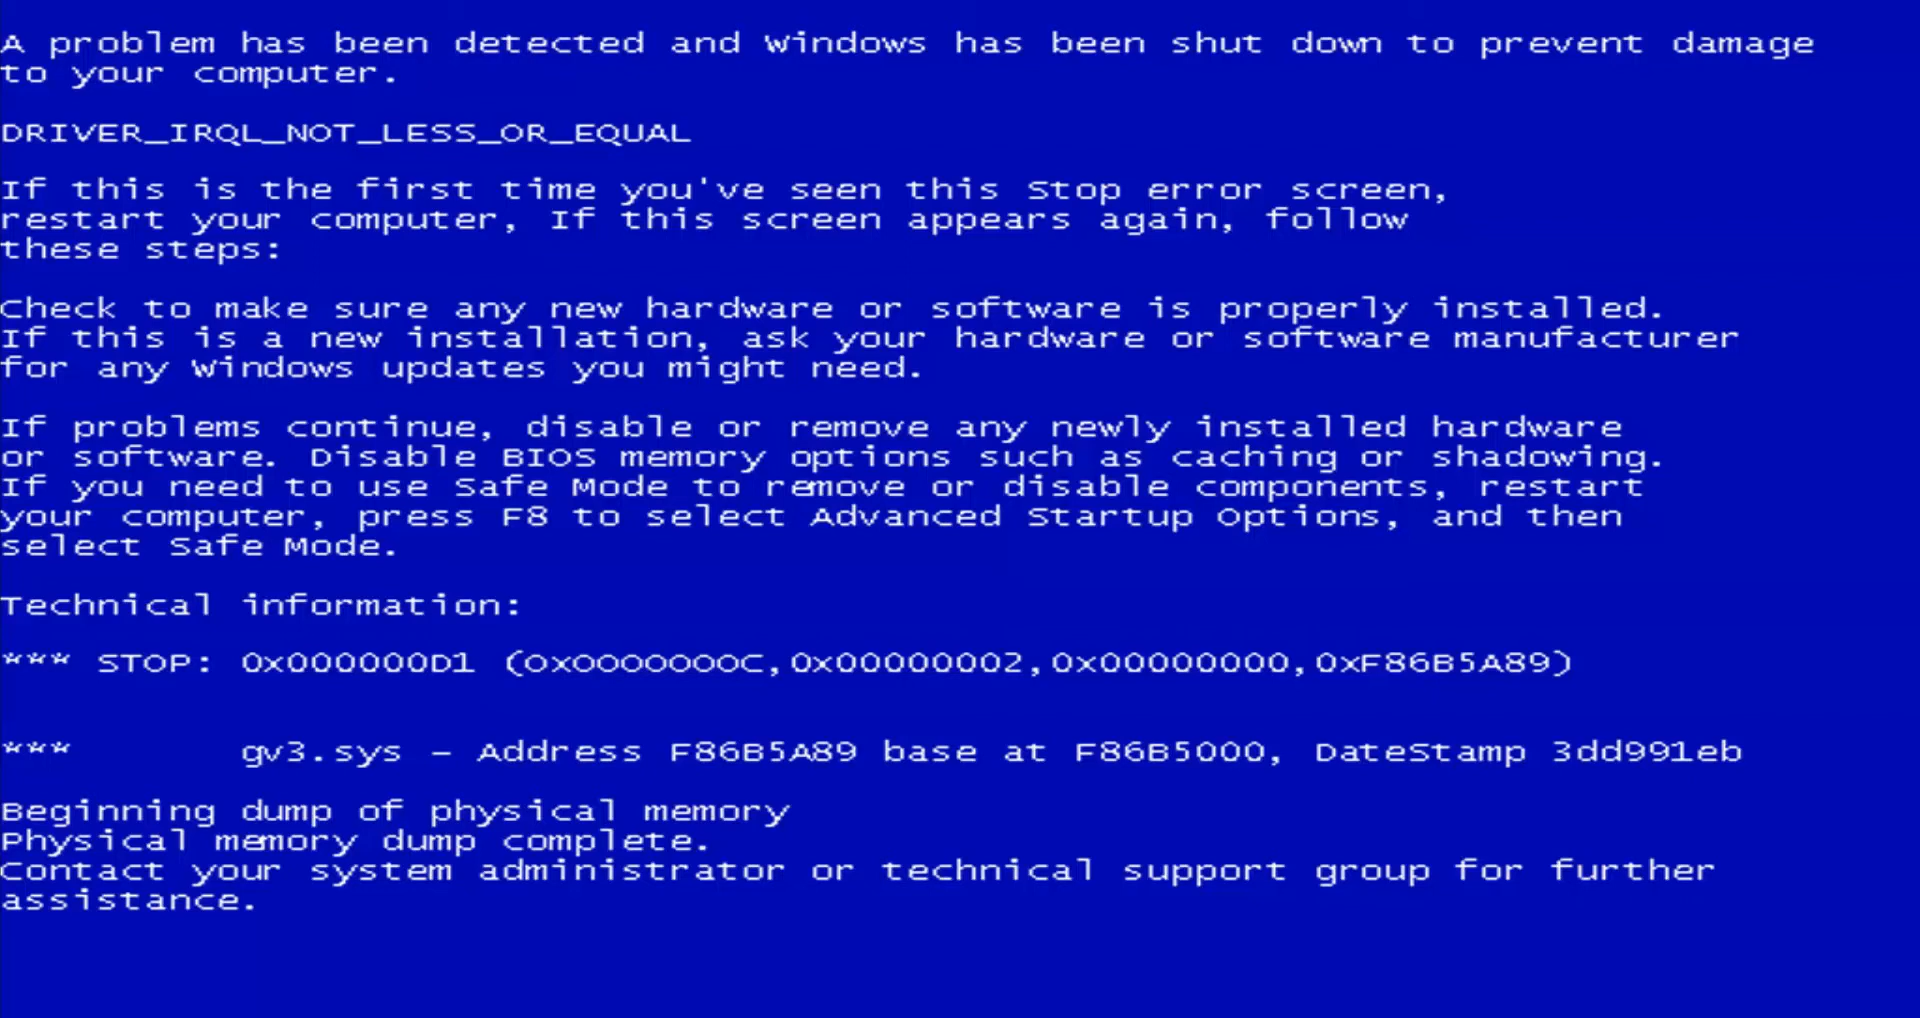 A problem has been detected and Windows has been shut down to prevent damage
to your computer.
DRIVER_IRQL_NOT_LESS_OR_EQUAL
If this is the first time you've seen this Stop error screen,
restart your computer, If this screen appears again, follow
these steps:
Check to make sure any new hardware or software is properly installed.
If this is a new installation, ask your hardware or software manufacturer
for any Windows updates you might need.
If problems continue, disable or remove any newly installed hardware
or software. Disable BIOS memory options such as caching or shadowing.
If you need to use Safe Mode to remove or disable components, restart
your computer, press F8 to select Advanced Startup Options, and then
select Safe Mode.
Technical information:
*** STOP: 0x000000D1 (0x0000000C,0x00000002,0x00000000,0xF86B5A89)
*** gv3.sys - Address F86B5A89 base at F86B5000, DateStamp 3dd991eb
Beginning dump of physical memory
Physical memory dump complete.
Contact your system administrator or technical support group for further
assistance.